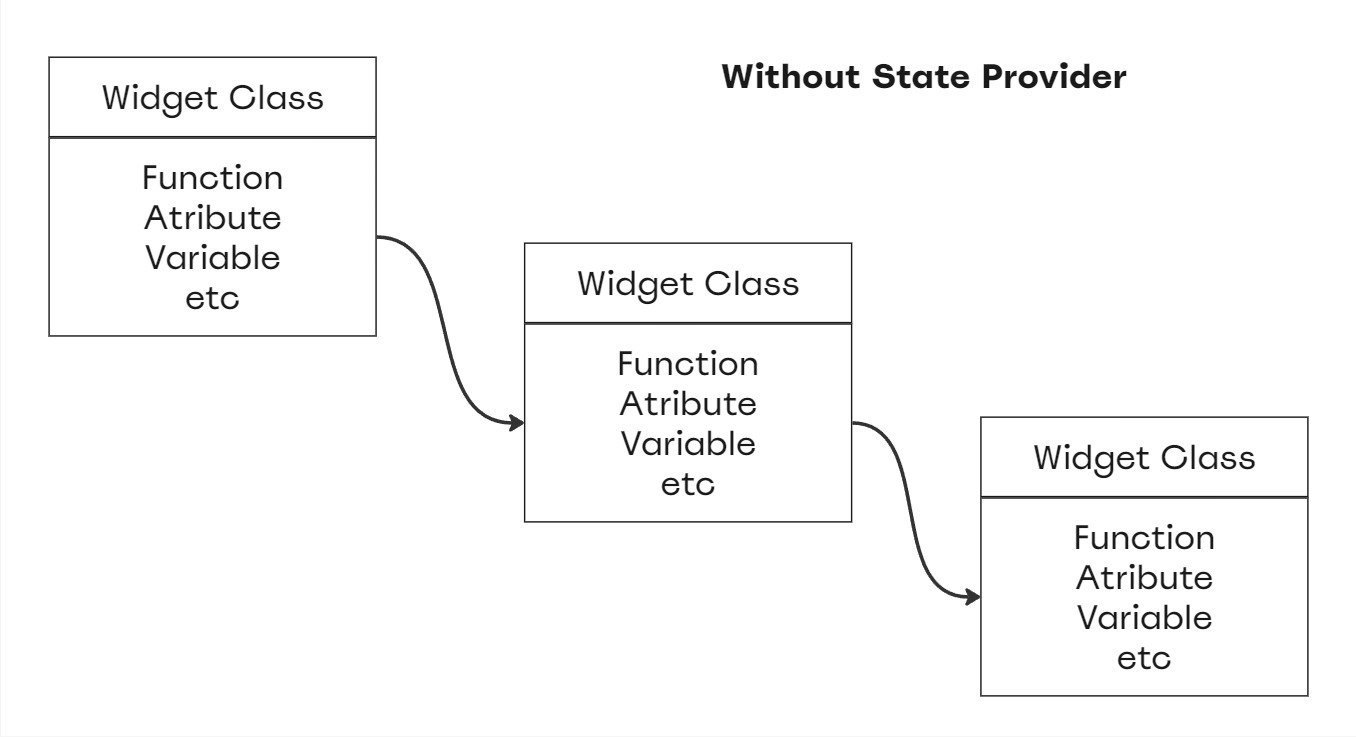 Without State Provider
Widget Class
Function
Atribute
Variable
etc
Widget Class
Function
Atribute
Variable
etc
Widget Class
Function
Atribute
Variable
etc